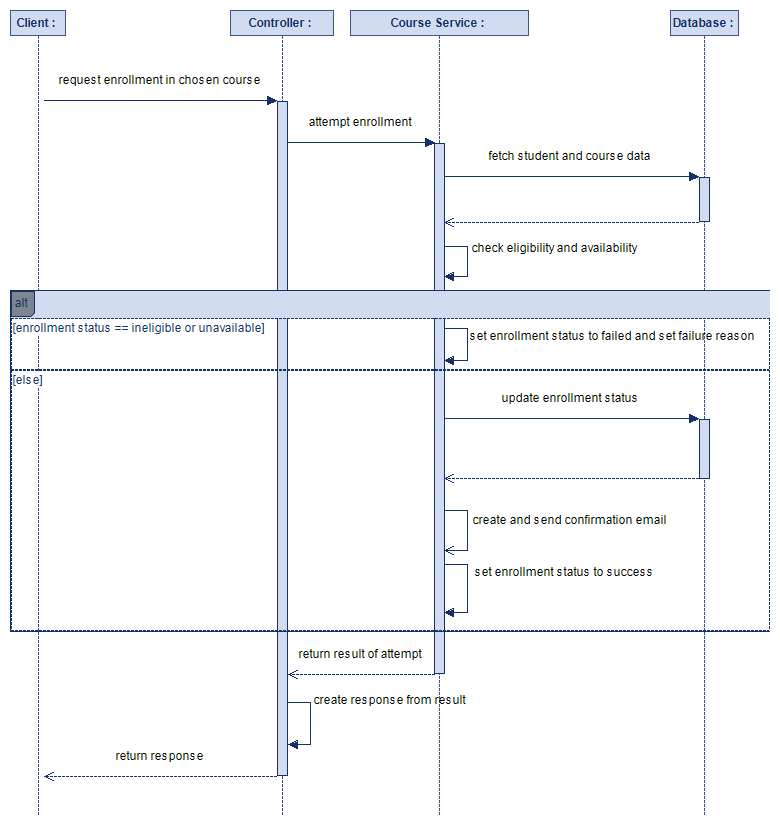 Client :
Controller :
Course Service :
Database :
request enrollment in chosen course
attempt enrollment
fetch student and course data
check eligibility and availability
alt
[enrollment status == ineligible or unavailable]
set enrollment status to failed and set failure reason
[else]
update enrollment status
create and send confirmation email
set enrollment status to success
return result of attempt
create response from result
return response